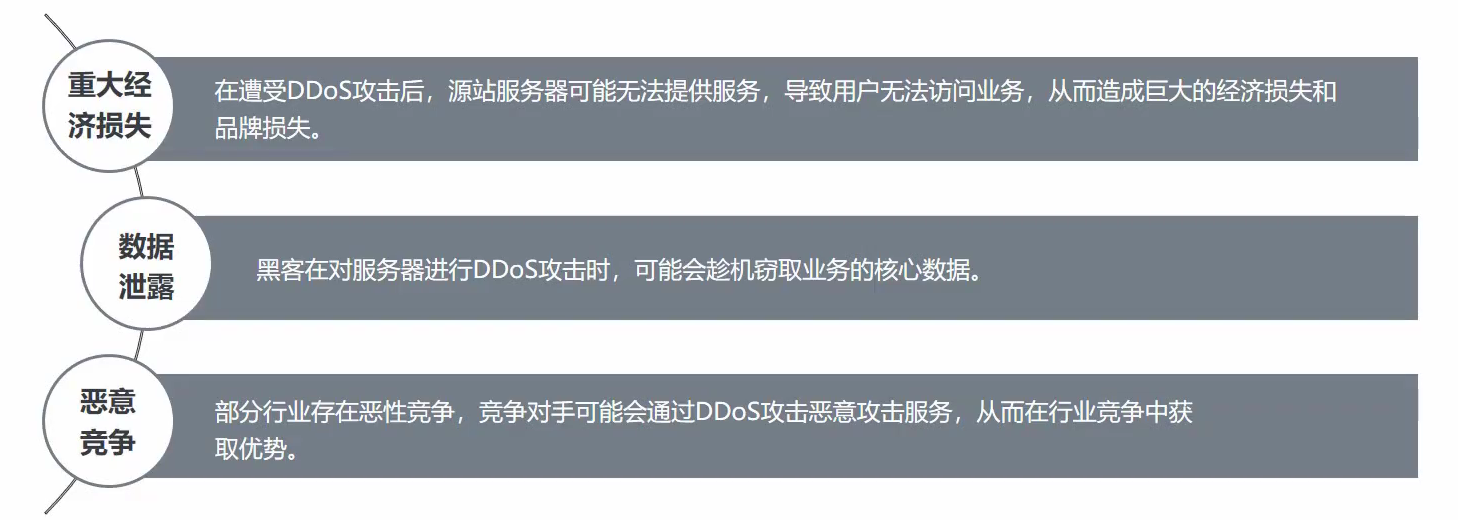 重大经
济损失
在遭受DDoS攻击后，源站服务器可能无法提供服务，导致用户无法访问业务，从而造成巨大的经济损失和
品牌损失。
数据
泄露
黑客在对服务器进行DDoS攻击时，可能会趁机窃取业务的核心数据。
恶意
竞争
部分行业存在恶性竞争，竞争对手可能会通过DDoS攻击恶意攻击服务，从而在行业竞争中获
取优势。